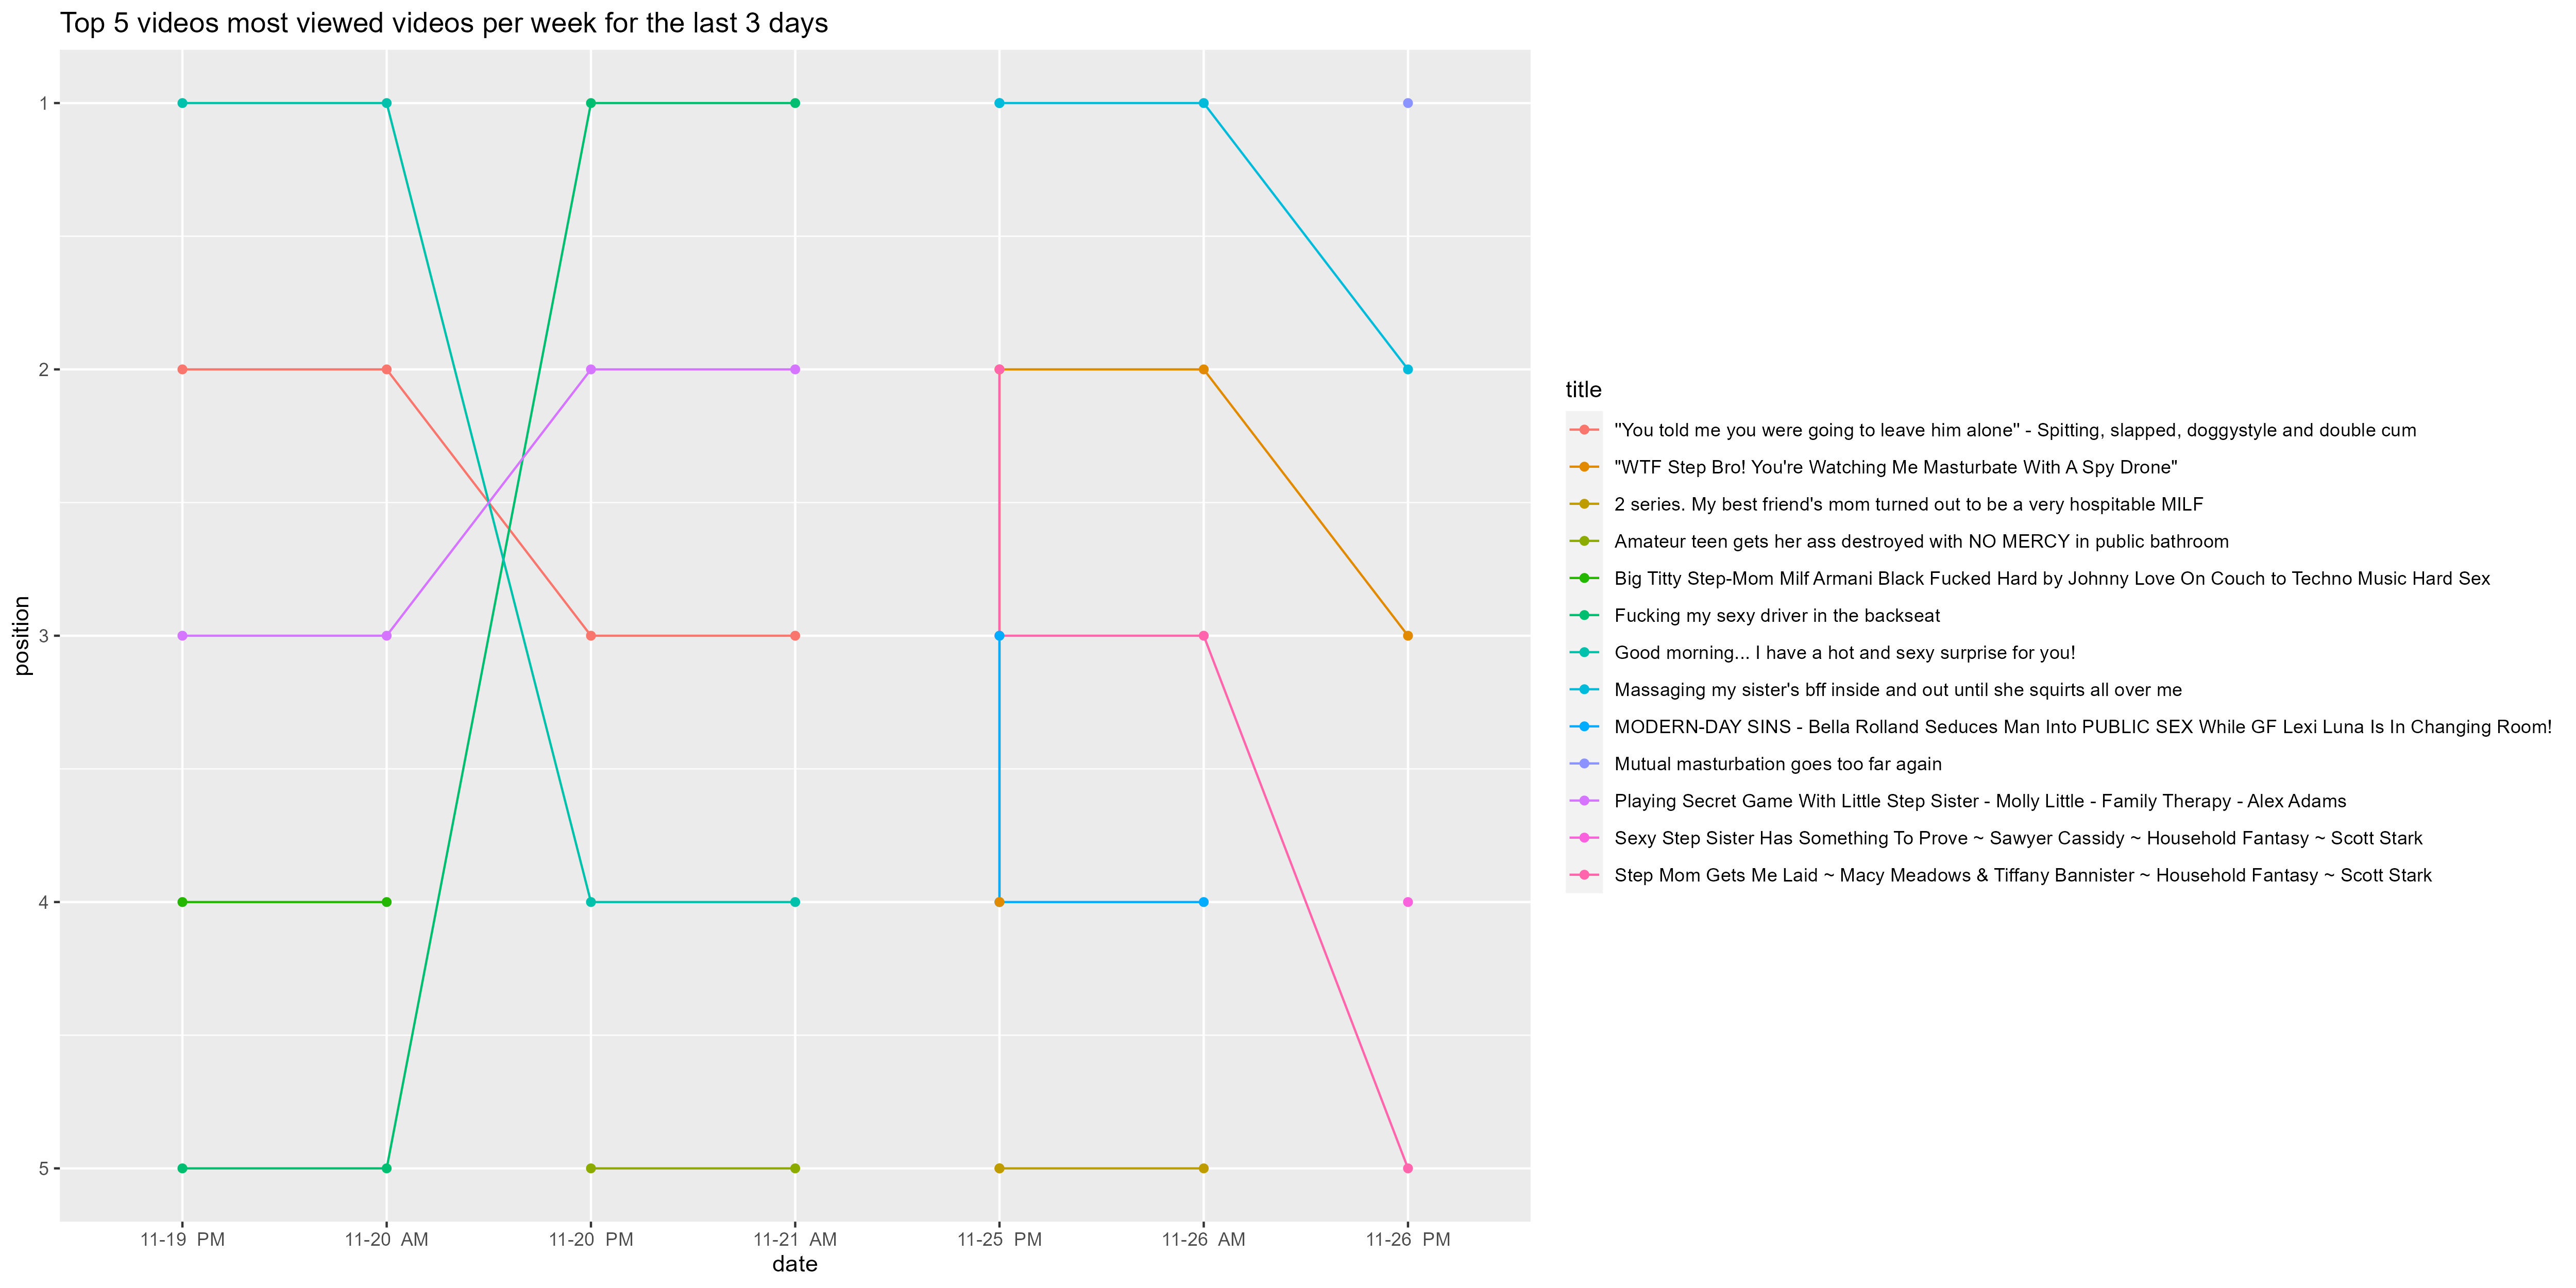 Top 5 videos most viewed videos per week for the last 3 days
1
2
3
4
5
position
11-19 PM
11-20 AM
11-20 PM
11-21 AM
11-25 PM
11-26 AM
11-26 PM
date
title
"You told me you were going to leave him alone" - Spitting, slapped, doggystyle and double cum
"WTF Step Bro! You're Watching Me Masturbate With A Spy Drone"
2 series. My best friend's mom turned out to be a very hospitable MILF
Amateur teen gets her ass destroyed with NO MERCY in public bathroom
Big Titty Step-Mom Milf Armani Black Fucked Hard by Johnny Love On Couch to Techno Music Hard Sex
Fucking my sexy driver in the backseat
Good morning... I have a hot and sexy surprise for you!
Massaging my sister's bff inside and out until she squirts all over me
MODERN-DAY SINS - Bella Rolland Seduces Man Into PUBLIC SEX While GF Lexi Luna Is In Changing Room!
Mutual masturbation goes too far again
Playing Secret Game With Little Step Sister - Molly Little - Family Therapy - Alex Adams
Sexy Step Sister Has Something To Prove ~ Sawyer Cassidy ~ Household Fantasy ~ Scott Stark
Step Mom Gets Me Laid ~ Macy Meadows & Tiffany Bannister ~ Household Fantasy ~ Scott Stark